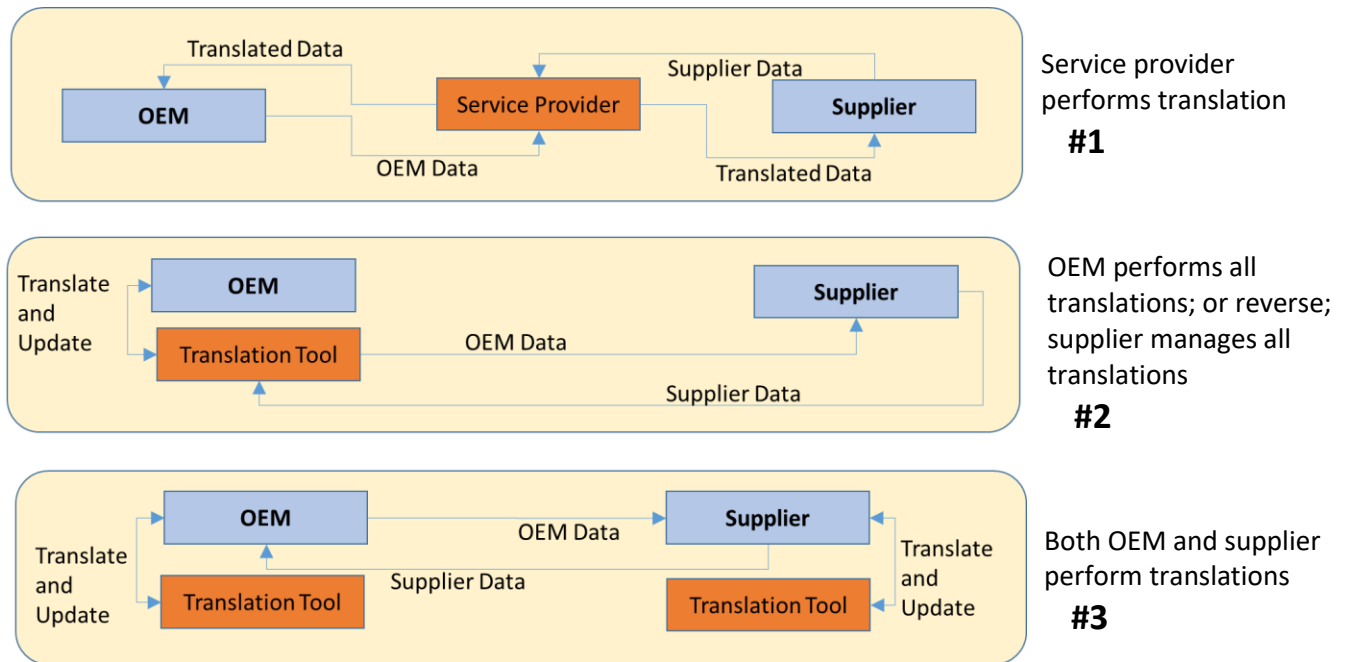 Translated Data
Supplier Data
OEM
Service Provider
Supplier
OEM Data
Translated Data
Service provider
performs translation
#1
Translate
and
Update
OEM
Supplier
Translation Tool
OEM Data
Supplier Data
OEM performs all
translations; or reverse;
supplier manages all
translations
#2
OEM
Supplier
OEM Data
Translate
and
Update
Supplier Data
Translation Tool
Translation Tool
Translate
and
Update
Both OEM and supplier
perform translations
#3